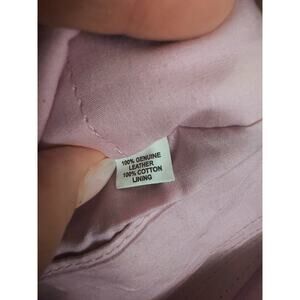 100% GENUINE
LEATHER
100% COTTON
LINING